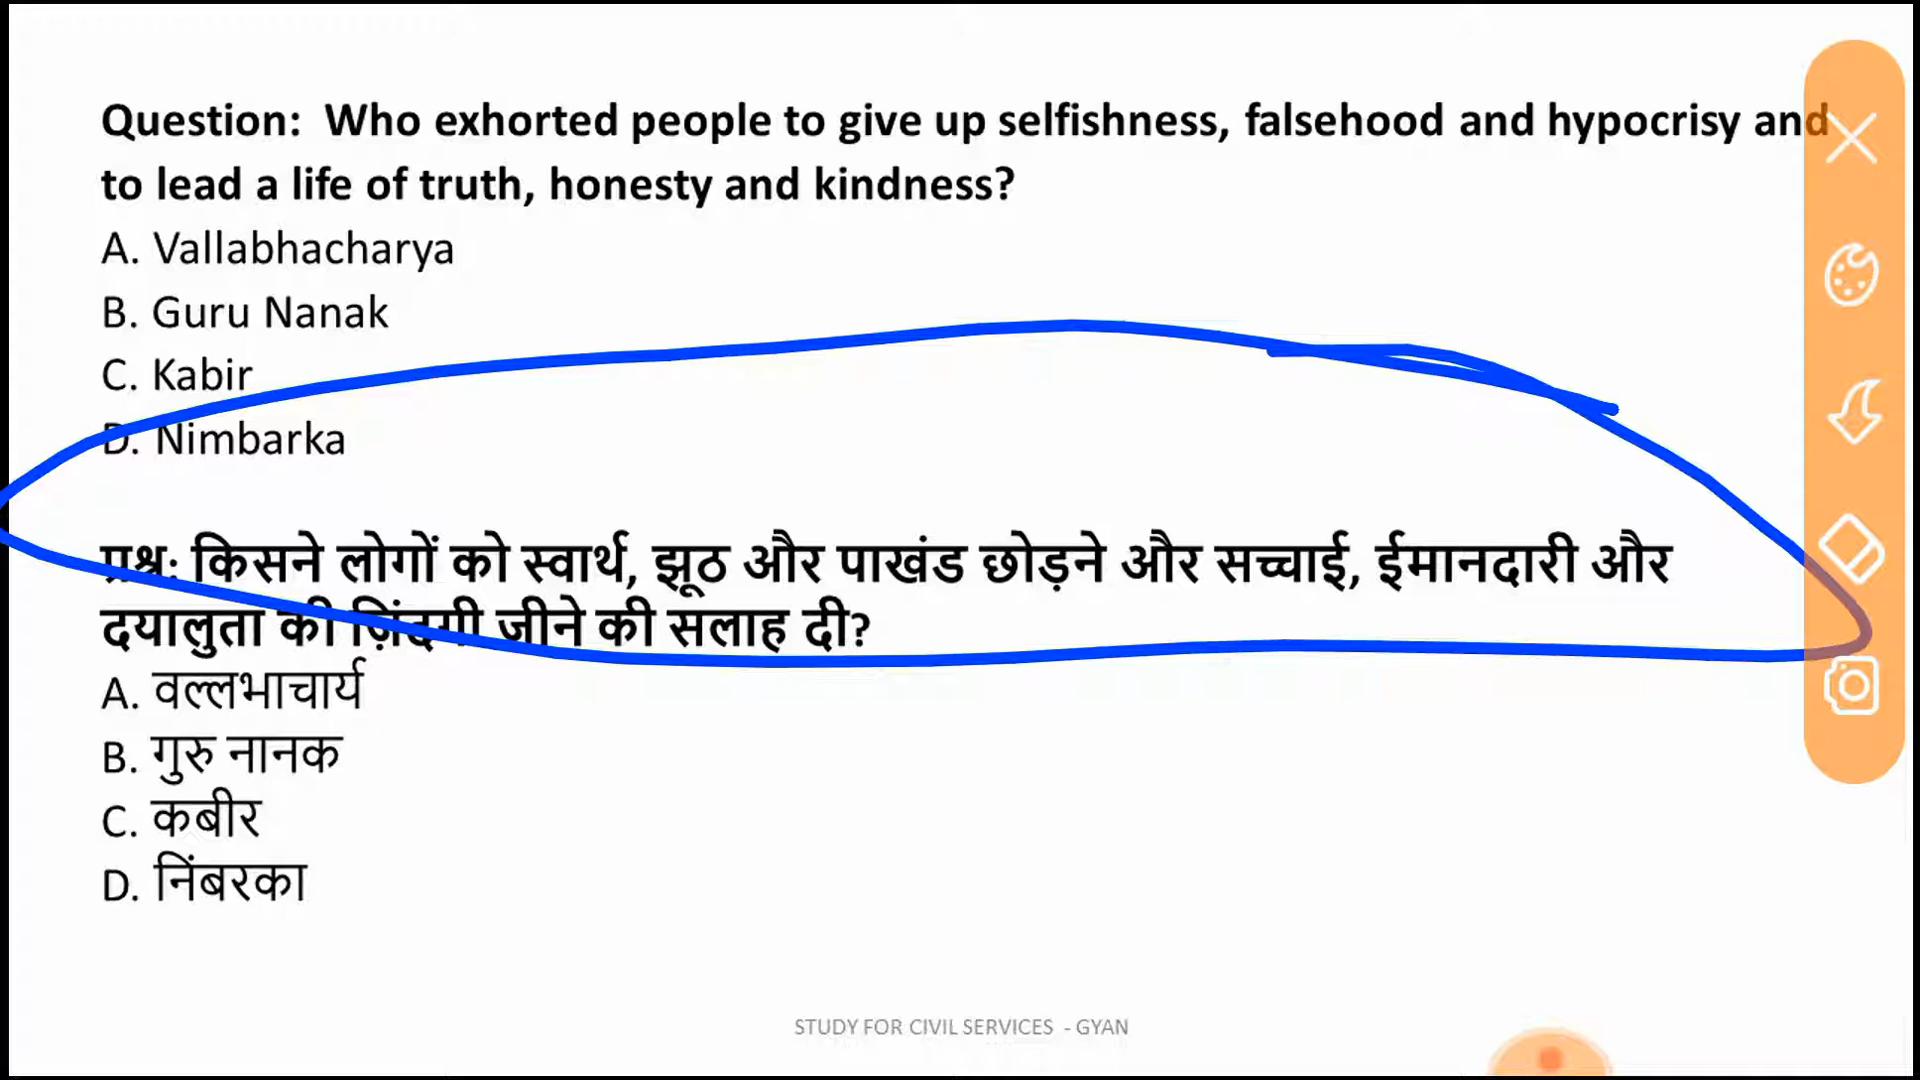 Question: Who exhorted people to give up selfishness, falsehood and hypocrisy and
to lead a life of truth, honesty and kindness?
A. Vallabhacharya
B. Guru Nanak
C. Kabir
D. Nimbarka
प्रश्न: किसने लोगों को स्वार्थ, झूठ और पाखंड छोड़ने और सच्चाई, ईमानदारी और
दयालुता की ज़िंदगी जीने की सलाह दी?
A. वल्लभाचार्य
B. गुरु नानक
C. कबीर
D. निंबरका
STUDY FOR CIVIL SERVICES - GYAN